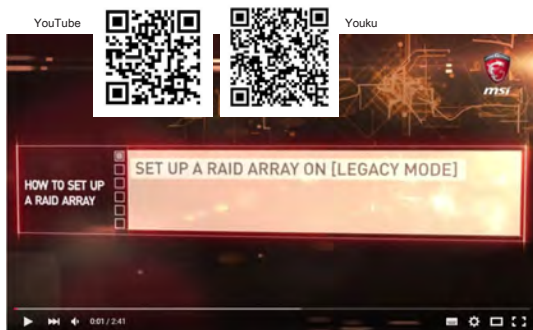 YouTube
Youku
msi
SET UP A RAID ARRAY ON [LEGACY MODE]
HOW TO SET UP
A RAID ARRAY
0:01 / 2:41